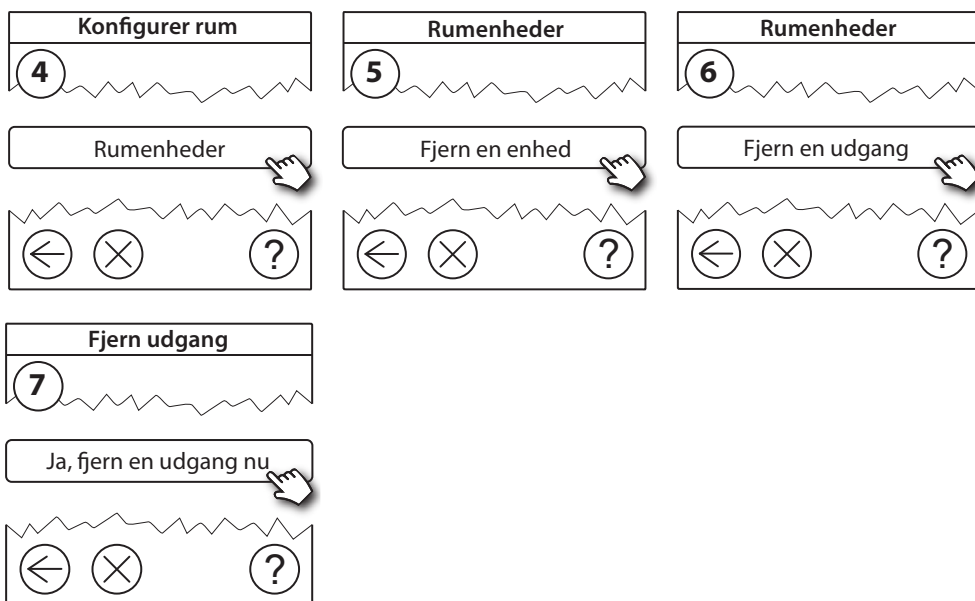 Konfigurer rum
4
Rumenheder
?
Rumenheder
5
Fjern en enhed
?
Rumenheder
6
Fjern en udgang
?
Fjern udgang
7
Ja, fjern en udgang nu
?